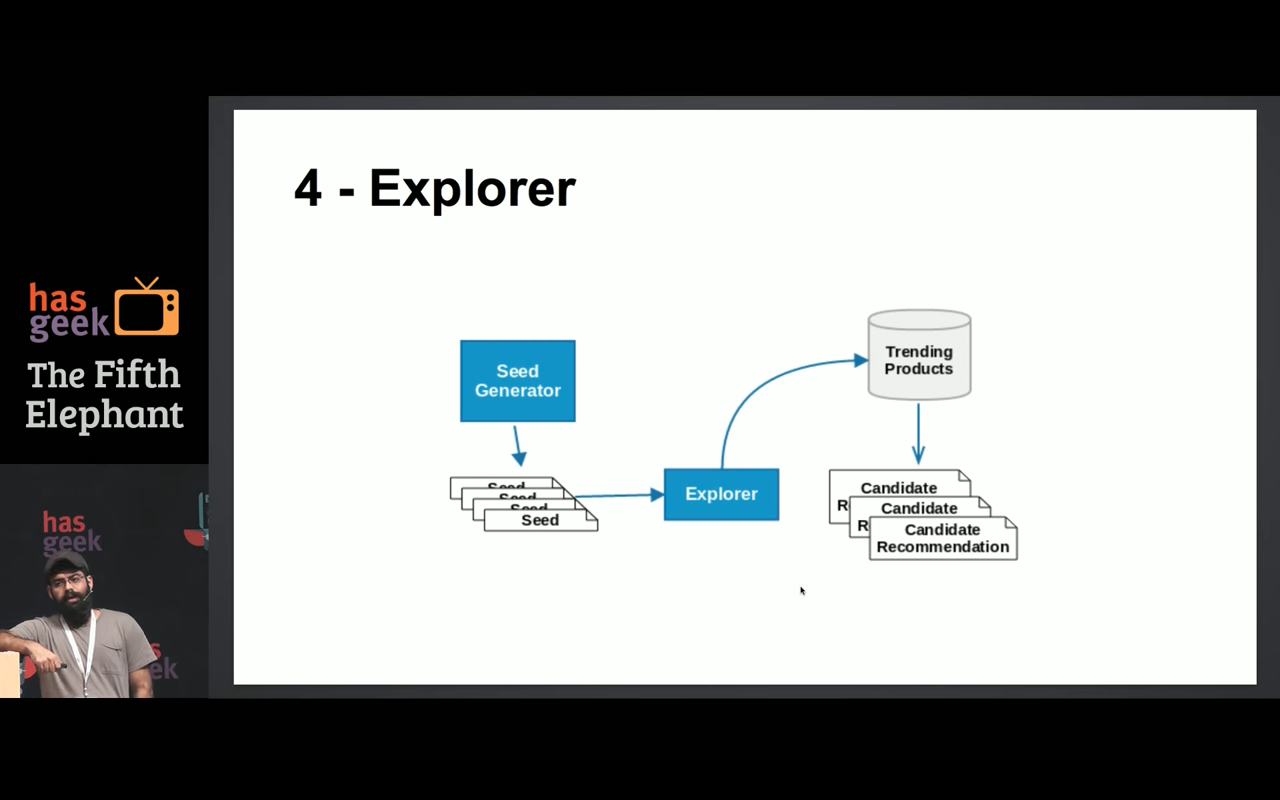 4 - Explorer
has
geek
The Fifth
Elephant
Seed
Generator
Trending
Products
Seed
Seed
Seed
Seed
Explorer
Candidate
R
Candidate
R
Candidate
Recommendation
has
geek
s
ek